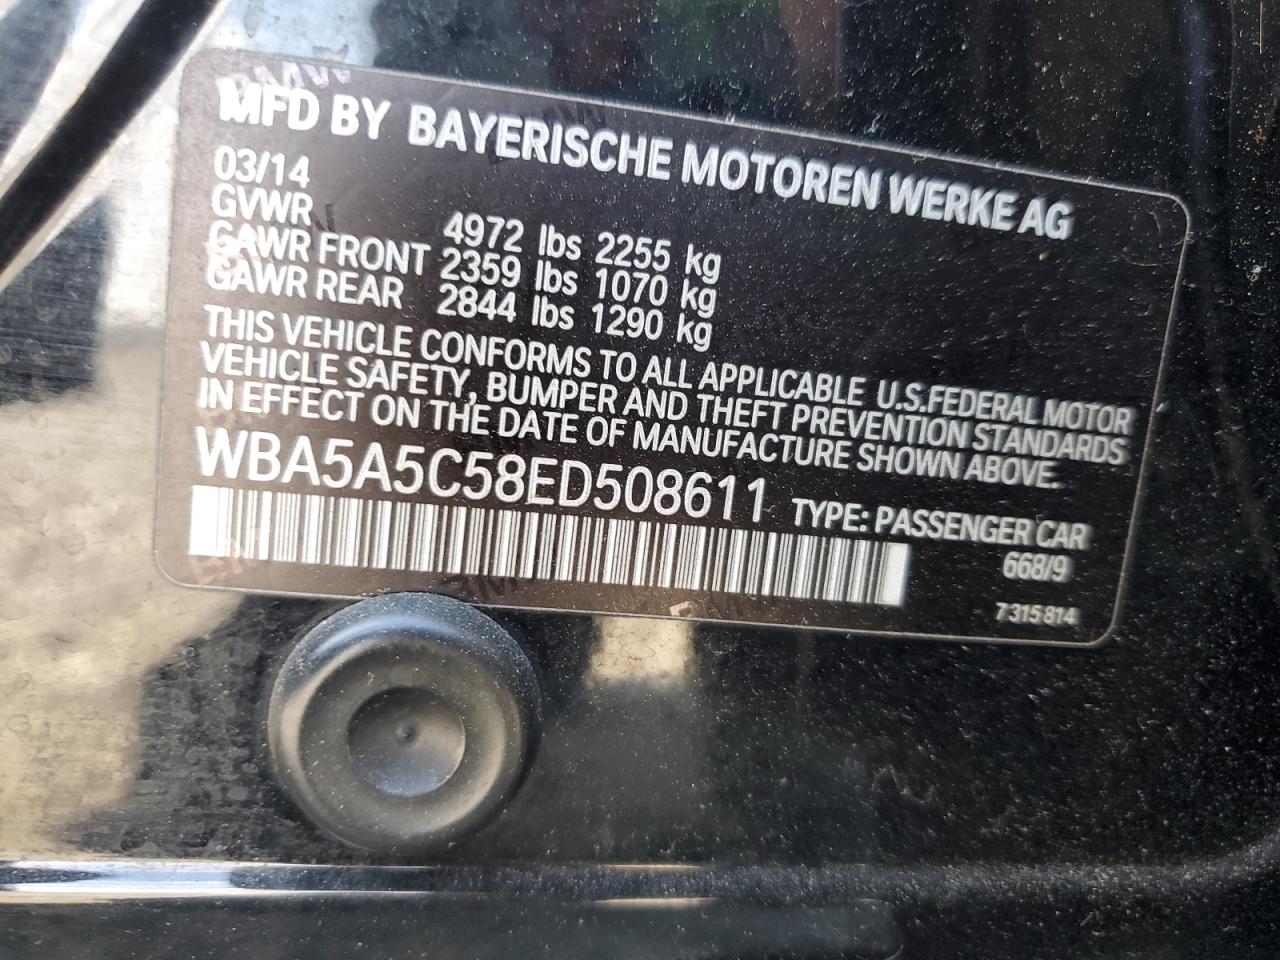 MFD BY BAYERISCHE MOTOREN WERKE AG
03/14
GVWR 4972 lbs 2255 kg
GAWR FRONT 2359 lbs 1070 kg
GAWR REAR 2844 lbs 1290 kg
THIS VEHICLE CONFORMS TO ALL APPLICABLE U.S.FEDERAL MOTOR
VEHICLE SAFETY, BUMPER AND THEFT PREVENTION STANDARDS
IN EFFECT ON THE DATE OF MANUFACTURE SHOWN ABOVE.
WBA5A5C58ED508611 TYPE: PASSENGER CAR
668/9
7 315 814